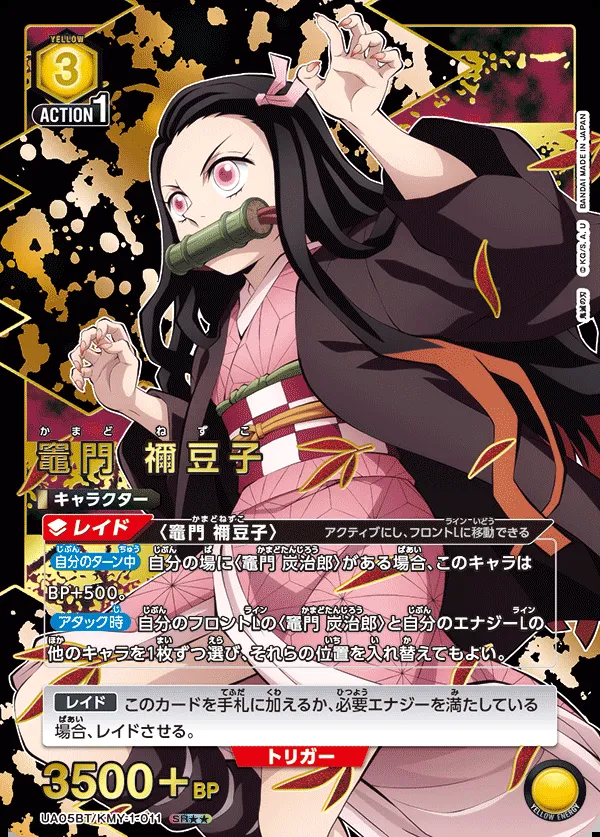 YELLOW
3
ACTION1
© KG/S, A, U BANDAI MADE IN JAPAN
鬼滅の刃
かまど ねずこ
竈門 禰豆子
キャラクター
レイド 〈竈門 禰豆子〉 アクティブにし、フロントLに移動できる
自分のターン中 自分の場に〈竈門 炭治郎〉がある場合、このキャラは
BP+500。
アタック時 自分のフロントLの〈竈門 炭治郎〉と自分のエナジーLの
他のキャラを1枚ずつ選び、それらの位置を入れ替えてもよい。
レイド このカードを手札に加えるか、必要エナジーを満たしている
場合、レイドさせる。
トリガー
3500+BP
UA05BT/KMY-1-011 SR★★
YELLOW ENERGY